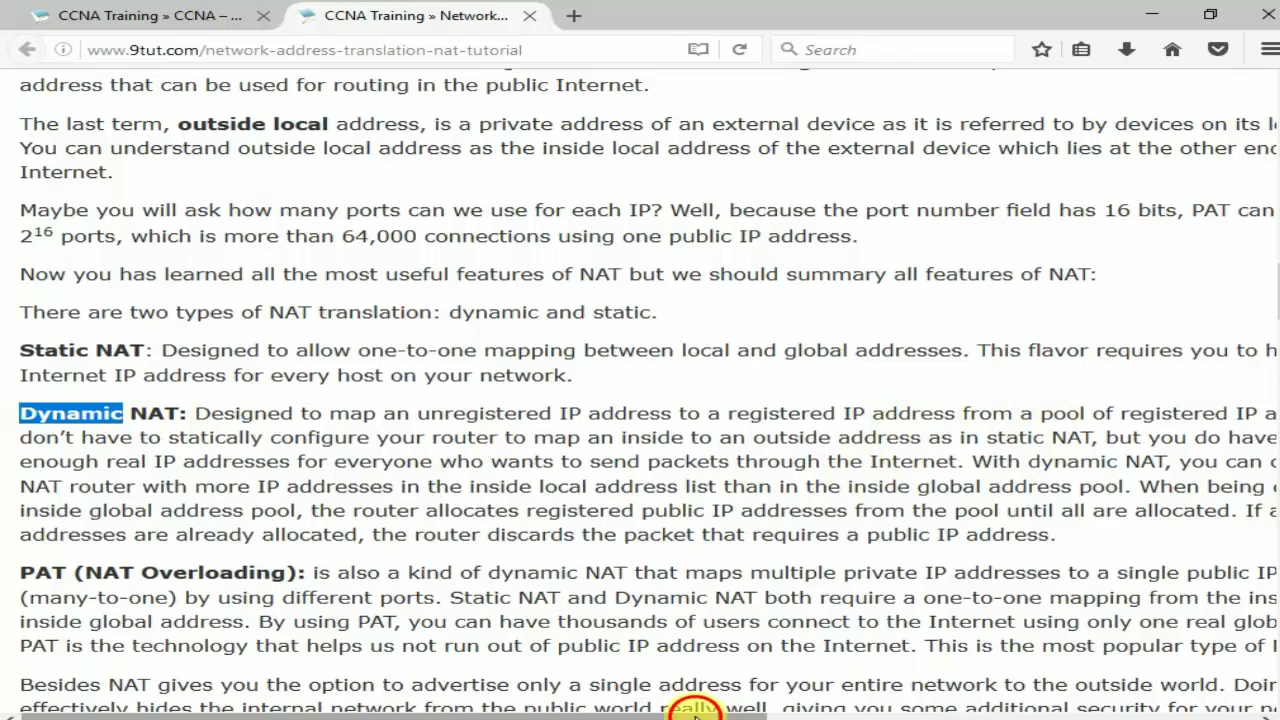 CCNA Training » CCNA – ...
CCNA Training » Network...
www.9tut.com/network-address-translation-nat-tutorial
Search
address that can be used for routing in the public Internet.
The last term, outside local address, is a private address of an external device as it is referred to by devices on its
You can understand outside local address as the inside local address of the external device which lies at the other
Internet.
Maybe you will ask how many ports can we use for each IP? Well, because the port number field has 16 bits, PAT can
2¹⁶ ports, which is more than 64,000 connections using one public IP address.
Now you has learned all the most useful features of NAT but we should summary all features of NAT:
There are two types of NAT translation: dynamic and static.
Static NAT: Designed to allow one-to-one mapping between local and global addresses. This flavor requires you to
Internet IP address for every host on your network.
Dynamic NAT: Designed to map an unregistered IP address to a registered IP address from a pool of registered IP
don’t have to statically configure your router to map an inside to an outside address as in static NAT, but you do have
enough real IP addresses for everyone who wants to send packets through the Internet. With dynamic NAT, you can
NAT router with more IP addresses in the inside local address list than in the inside global address pool. When being
inside global address pool, the router allocates registered public IP addresses from the pool until all are allocated. If
addresses are already allocated, the router discards the packet that requires a public IP address.
PAT (NAT Overloading): is also a kind of dynamic NAT that maps multiple private IP addresses to a single public IP
(many-to-one) by using different ports. Static NAT and Dynamic NAT both require a one-to-one mapping from the
inside global address. By using PAT, you can have thousands of users connect to the Internet using only one real
PAT is the technology that helps us not run out of public IP address on the Internet. This is the most popular type of
Besides NAT gives you the option to advertise only a single address for your entire network to the outside world.
effectively hides the internal network from the public world really well, giving you some additional security for your